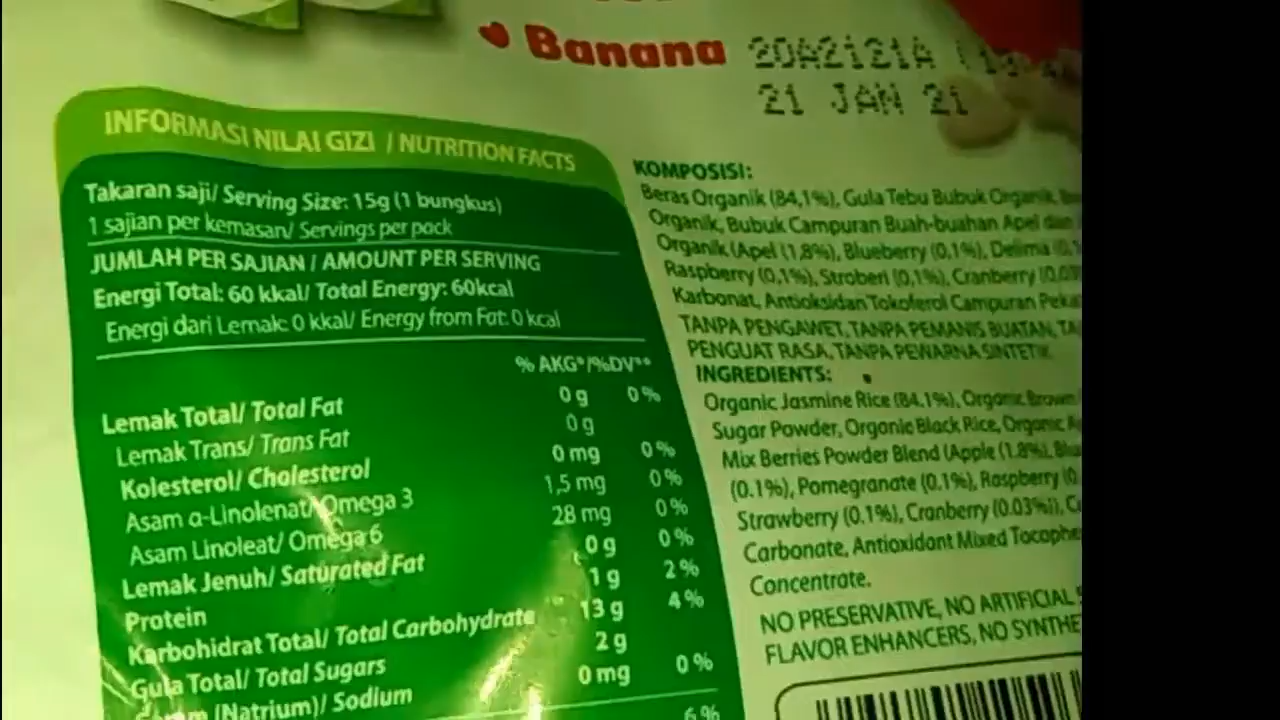 Banana
20A2121A
21 JAN 21
INFORMASI NILAI GIZI / NUTRITION FACTS
Takaran saji/ Serving Size: 15g (1 bungkus)
1 sajian per kemasan/ Servings per pack
JUMLAH PER SAJIAN / AMOUNT PER SERVING
Energi Total: 60 kkal/ Total Energy: 60kcal
Energi dari Lemak: 0 kkal/ Energy from Fat: 0 kcal
% AKG*/%DV**
Lemak Total/ Total Fat 0 g 0 %
Lemak Trans/ Trans Fat 0 g
Kolesterol/ Cholesterol 0 mg 0 %
Asam α-Linolenat/ Omega 3 1,5 mg 0 %
Asam Linoleat/ Omega 6 28 mg 0 %
Lemak Jenuh/ Saturated Fat 0 g 0 %
Protein 1 g 2 %
Karbohidrat Total/ Total Carbohydrate 13 g 4 %
Gula Total/ Total Sugars 2 g
(Natrium)/ Sodium 0 mg 0 %
6 %
KOMPOSISI:
Beras Organik (84,1%), Gula Tebu Bubuk Organik,
Organik, Bubuk Campuran Buah-buahan Apel dan
Organik (Apel (1,8%), Blueberry (0,1%), Delima
Raspberry (0,1%), Stroberi (0,1%), Cranberry
Karbonat, Antioksidan Tokoferol Campuran
TANPA PENGAWET, TANPA PEMANIS BUATAN,
PENGUAT RASA, TANPA PEWARNA SINTETIK
INGREDIENTS:
Organic Jasmine Rice (84.1%), Organic Brown
Sugar Powder, Organic Black Rice, Organic
Mix Berries Powder Blend (Apple (1.8%),
(0.1%), Pomegranate (0.1%), Raspberry
Strawberry (0.1%), Cranberry (0.03%)),
Carbonate, Antioxidant Mixed
Concentrate.
NO PRESERVATIVE, NO ARTIFICIAL
FLAVOR ENHANCERS, NO